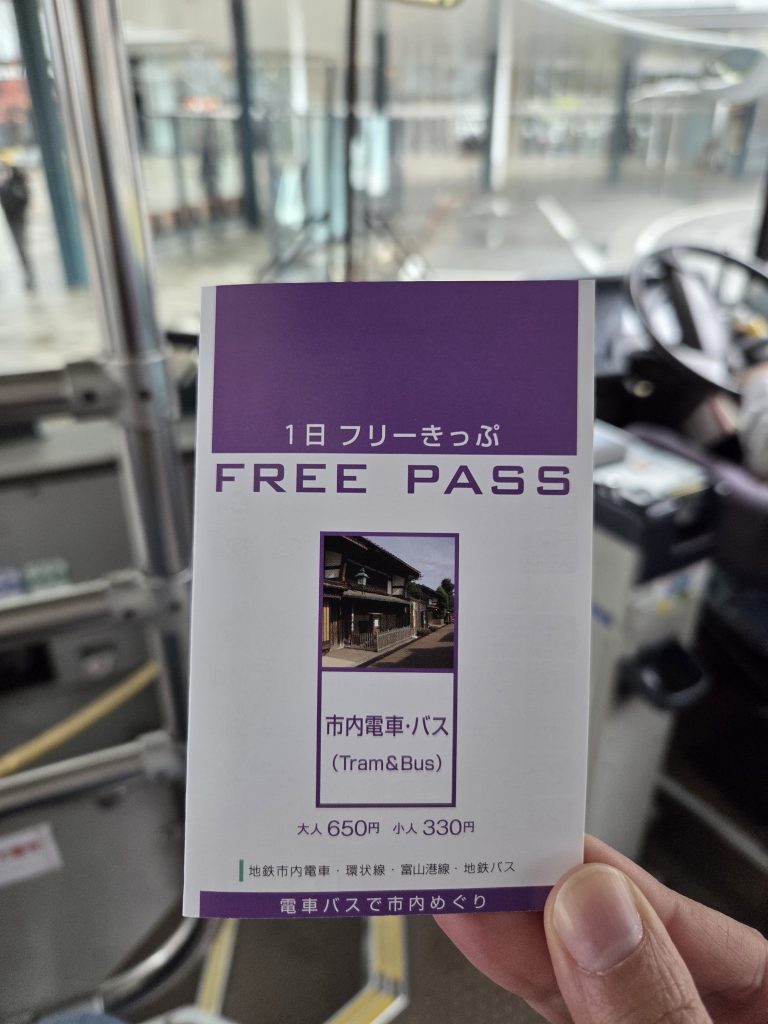 1日 フリーきっぷ
FREE PASS
市内電車・バス
(Tram&Bus)
大人 650円 小人 330円
地鉄市内電車・環状線・富山港線・地鉄バス
電車バスで市内めぐり